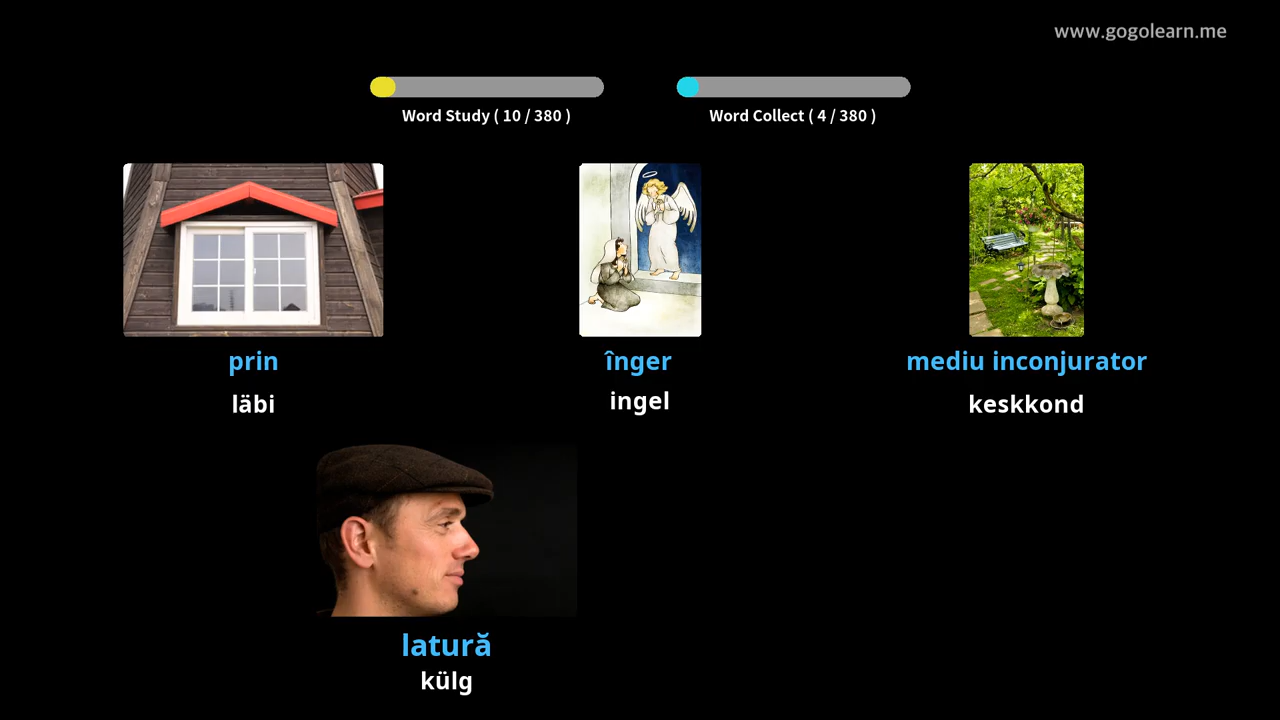 www.gogolearn.me
Word Study ( 10 / 380 )
Word Collect ( 4 / 380 )
prin
läbi
înger
ingel
mediu inconjurator
keskkond
latură
külg